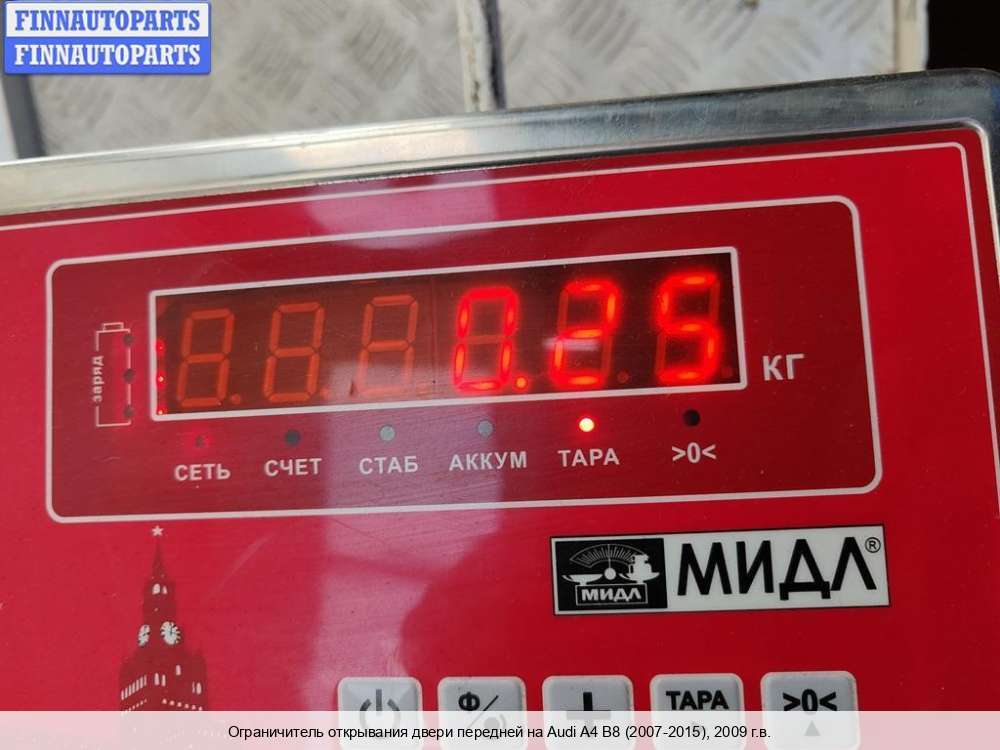 FINNAUTOPARTS
FINNAUTOPARTS
заряд
0.25
КГ
СЕТЬ СЧЕТ СТАБ АККУМ ТАРА >0<
МИДЛ МИДЛ®
Ф ТАРА >0<
Ограничитель открывания двери передней на Audi A4 B8 (2007-2015), 2009 г.в.